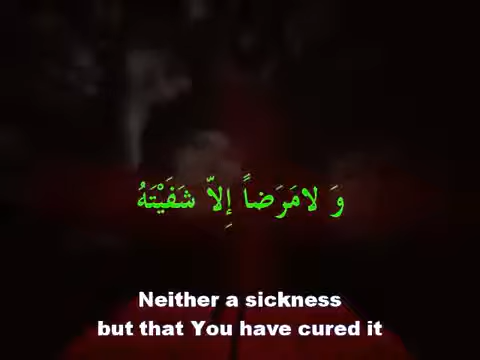 وَ لامَرَضاً إِلاّ شَفَيْتَهُ
Neither a sickness
but that You have cured it